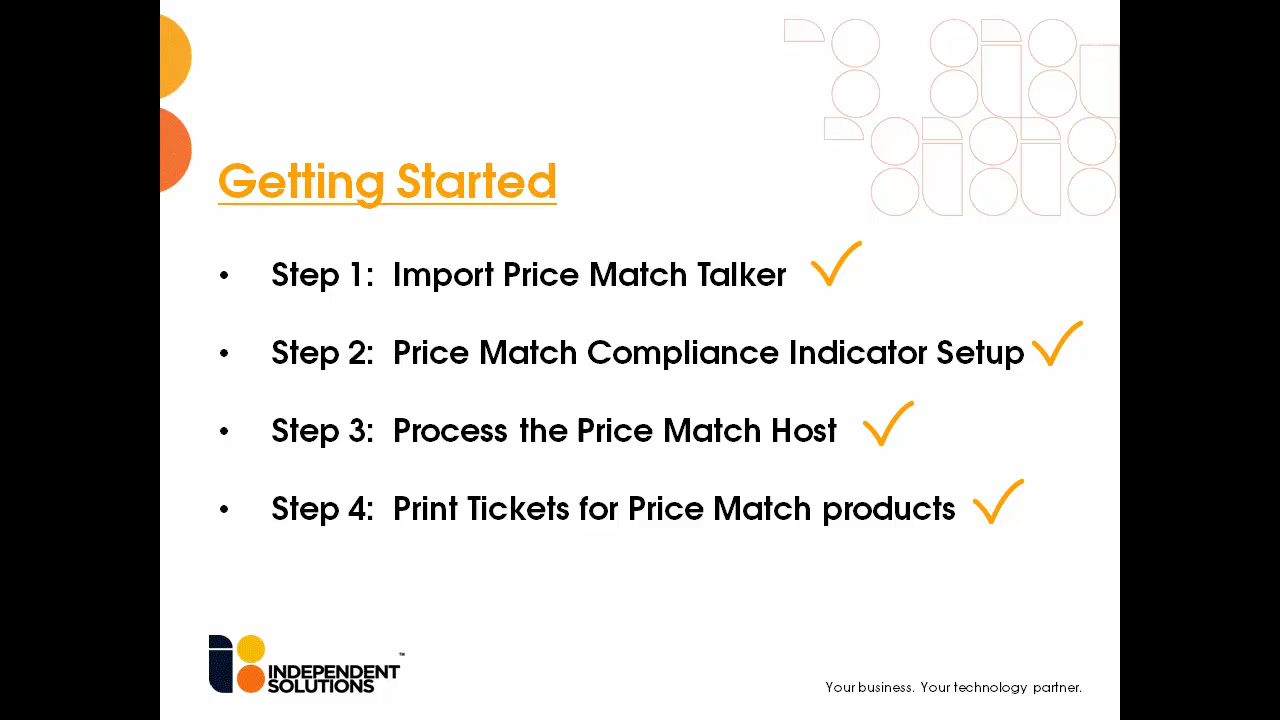 Getting Started
• Step 1: Import Price Match Talker
• Step 2: Price Match Compliance Indicator Setup
• Step 3: Process the Price Match Host
• Step 4: Print Tickets for Price Match products
INDEPENDENT
SOLUTIONS ™
Your business. Your technology partner.